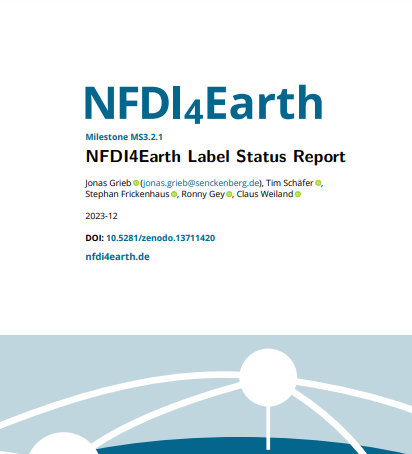 NFDI4Earth
Milestone MS3.2.1
NFDI4Earth Label Status Report
Jonas Grieb (jonas.grieb@senckenberg.de), Tim Schäfer,
Stephan Frickenhaus, Ronny Gey, Claus Weiland
2023-12
DOI: 10.5281/zenodo.13711420
nfdi4earth.de